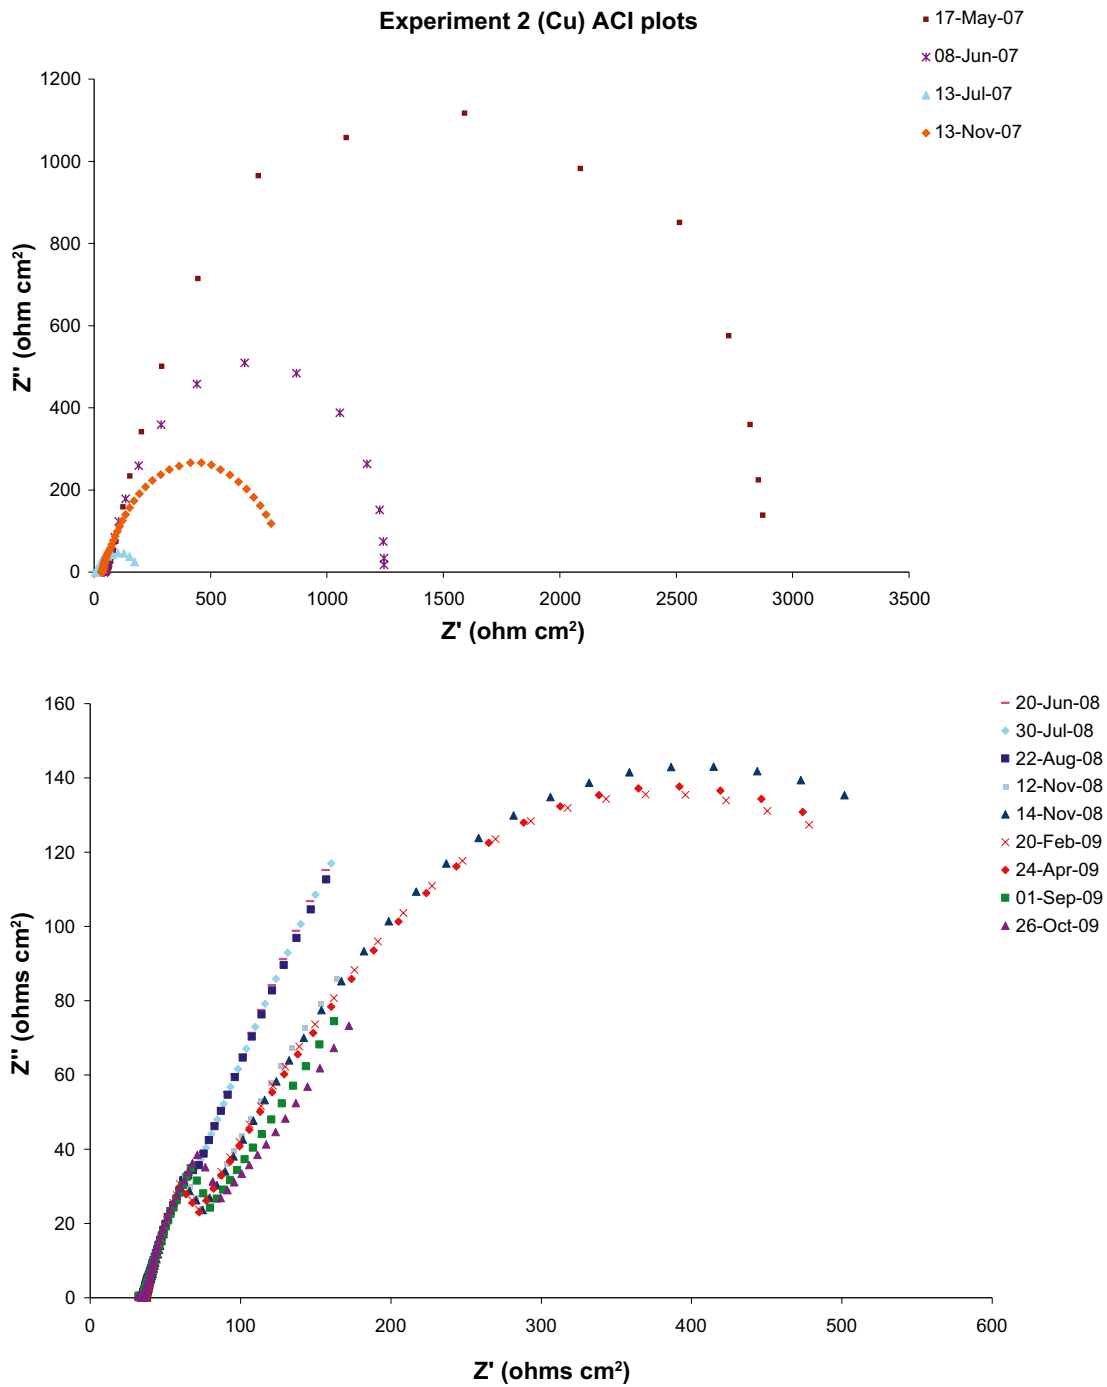 Experiment 2 (Cu) ACI plots
17-May-07
08-Jun-07
13-Jul-07
13-Nov-07
1200
1000
800
600
400
200
0
Z'' (ohm cm²)
0 500 1000 1500 2000 2500 3000 3500
Z' (ohm cm²)
160
140
120
100
80
60
40
20
0
Z'' (ohms cm²)
20-Jun-08
30-Jul-08
22-Aug-08
12-Nov-08
14-Nov-08
20-Feb-09
24-Apr-09
01-Sep-09
26-Oct-09
0 100 200 300 400 500 600
Z' (ohms cm²)